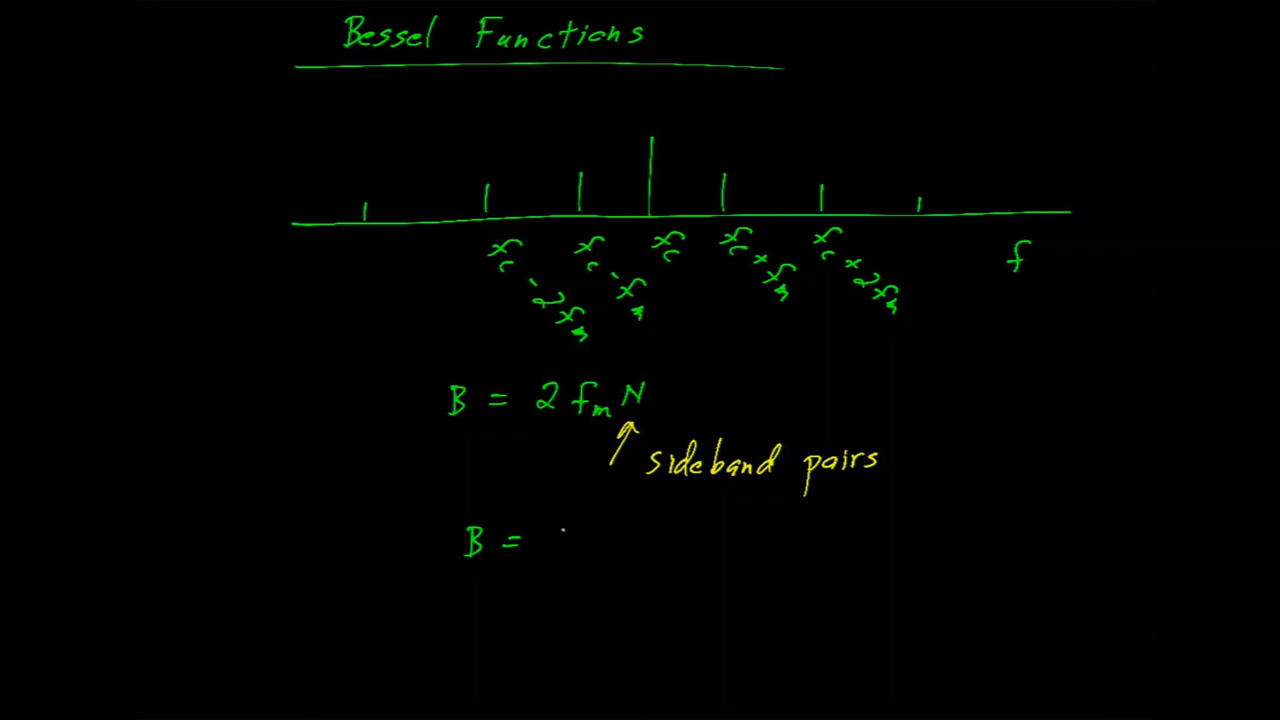 Bessel Functions
fc - 2fm fc - fm fc fc + fm fc + 2fm f
B = 2 fm N
sideband pairs
B =